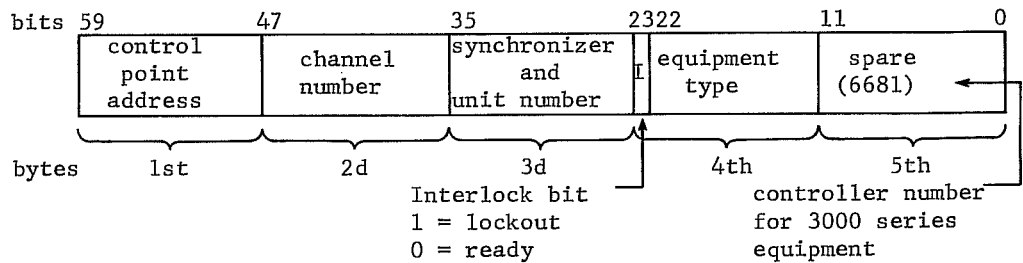 bits 59 47 35 23 22 11 0
control point address
channel number
synchronizer and unit number
I
equipment type
spare (6681)
bytes 1st 2d 3d 4th 5th
Interlock bit
1 = lockout
0 = ready
controller number
for 3000 series
equipment